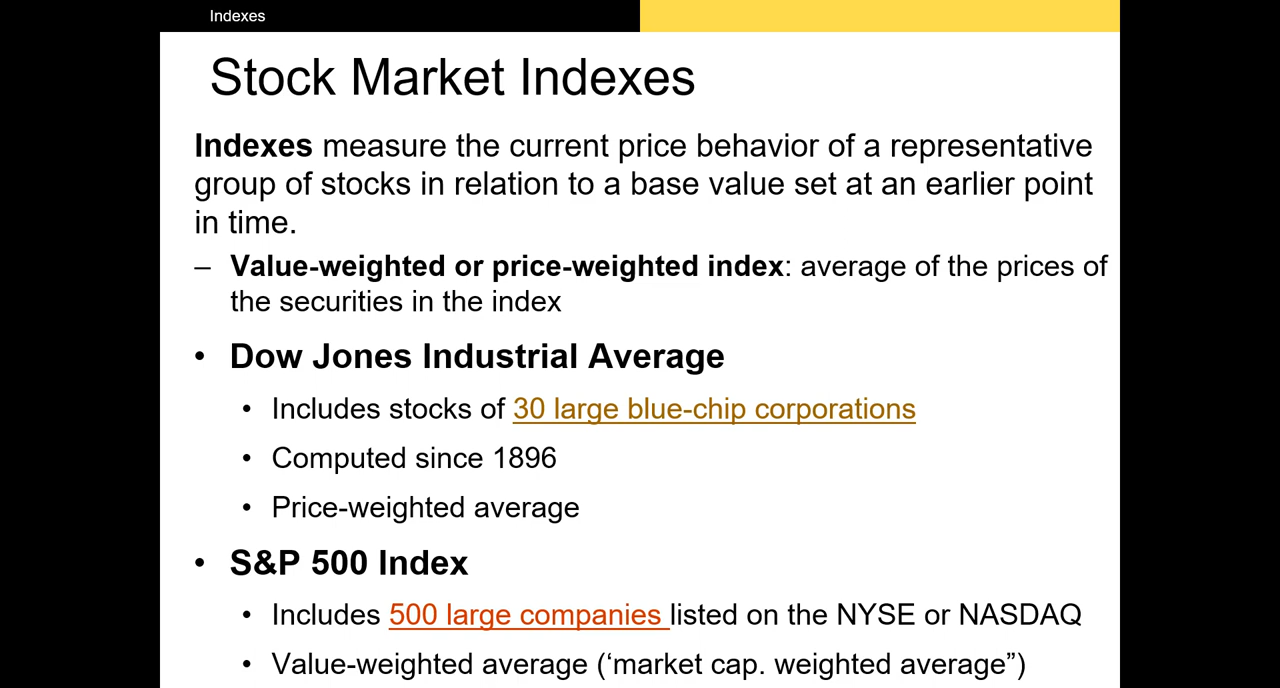 Indexes
Stock Market Indexes
Indexes measure the current price behavior of a representative
group of stocks in relation to a base value set at an earlier point
in time.
– Value-weighted or price-weighted index: average of the prices of
the securities in the index
• Dow Jones Industrial Average
• Includes stocks of 30 large blue-chip corporations
• Computed since 1896
• Price-weighted average
• S&P 500 Index
• Includes 500 large companies listed on the NYSE or NASDAQ
• Value-weighted average (‘market cap. weighted average”)